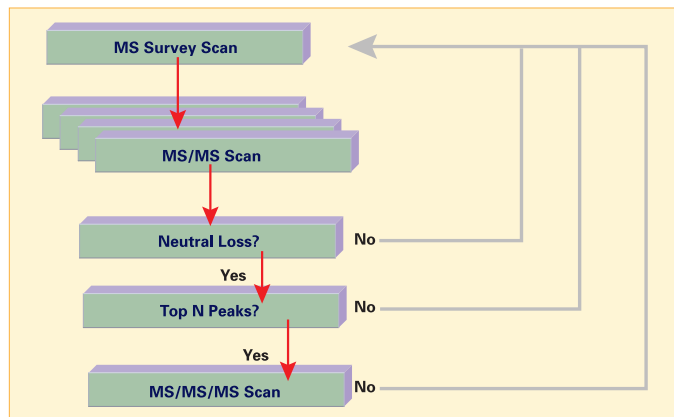 MS Survey Scan
MS/MS Scan
Neutral Loss?
No
Yes
Top N Peaks?
No
Yes
MS/MS/MS Scan
No